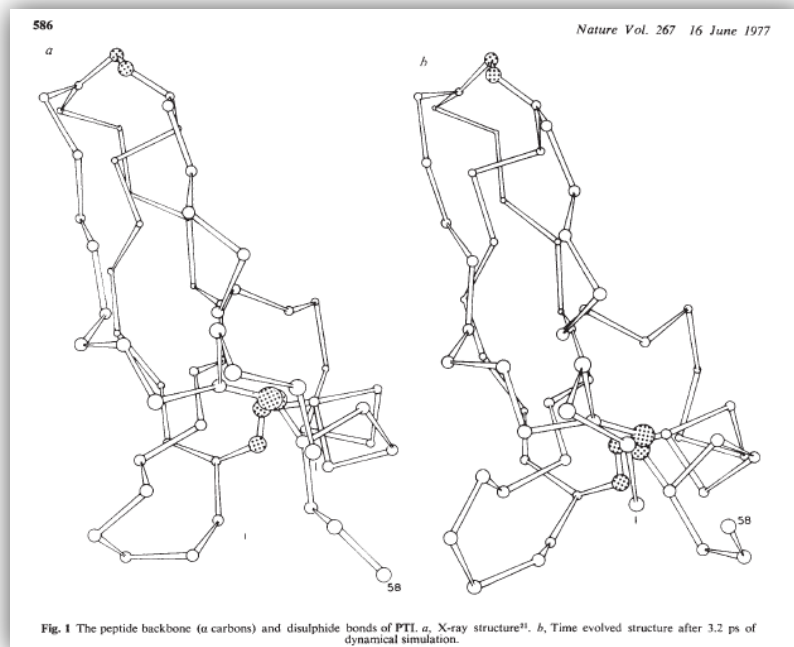 586
Nature Vol. 267 16 June 1977
a
b
1
58
1
58
Fig. 1 The peptide backbone (α carbons) and disulphide bonds of PTI. a, X-ray structure²¹. b, Time evolved structure after 3.2 ps of
dynamical simulation.